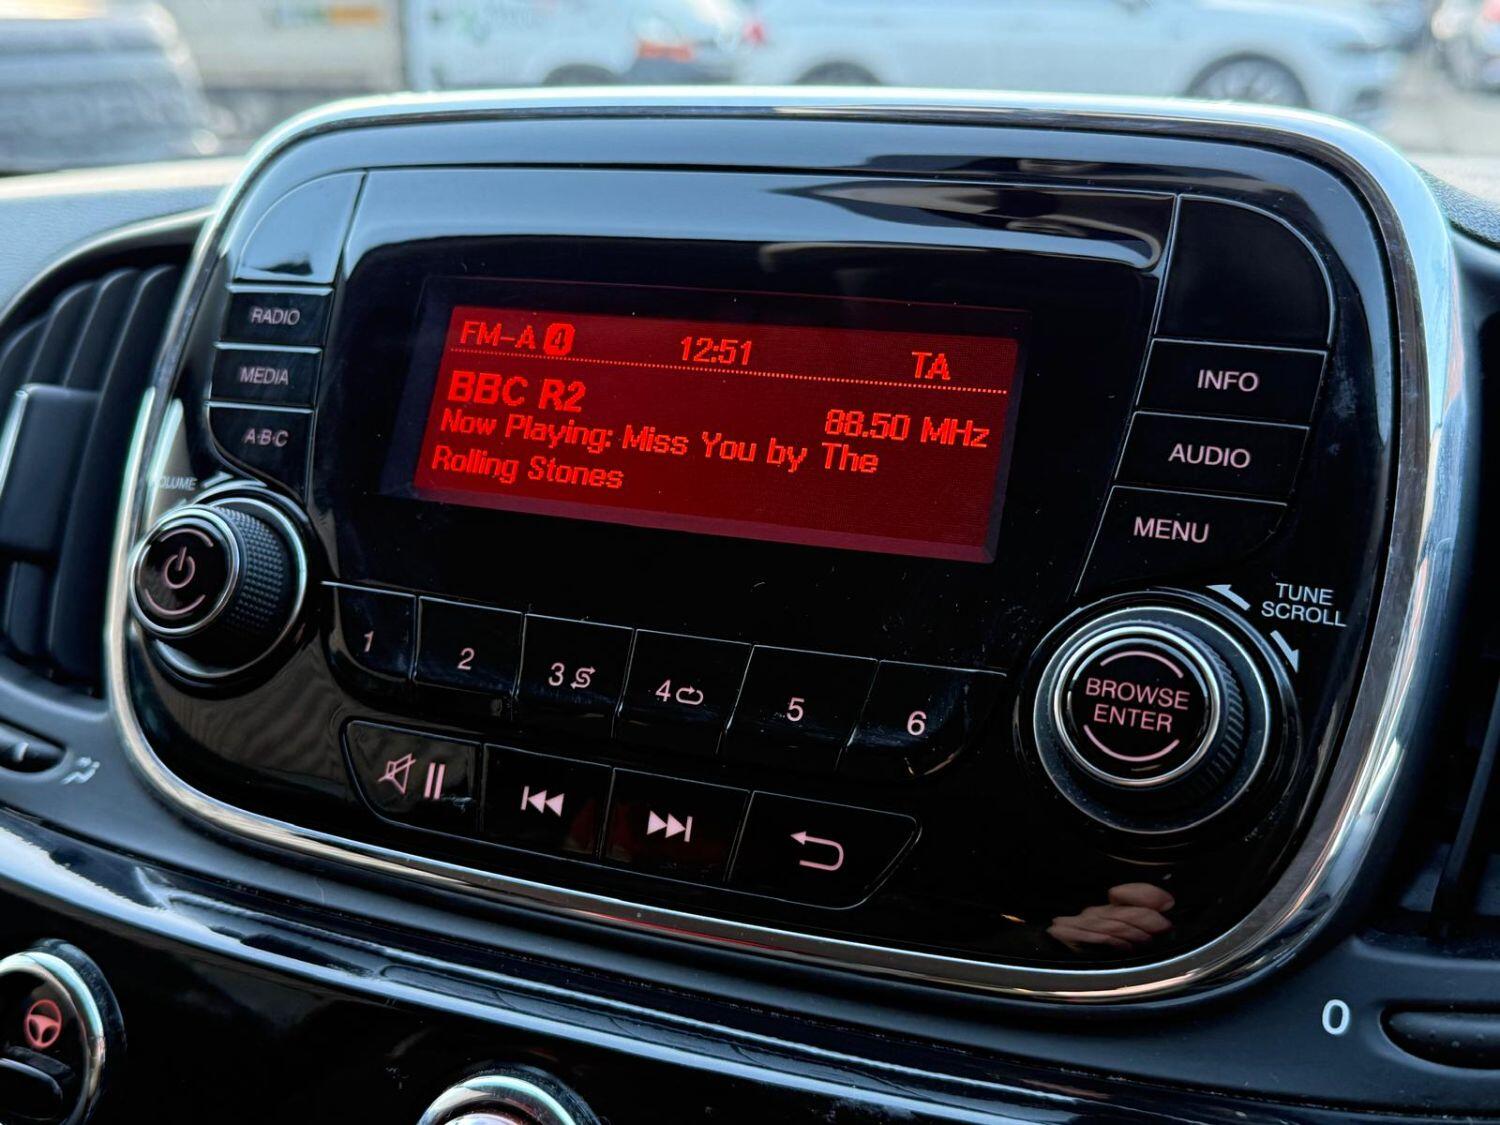 FM-A 4 12:51 TA
BBC R2
88.50 MHz
Now Playing: Miss You by The
Rolling Stones
RADIO
MEDIA
A·B·C
INFO
AUDIO
MENU
TUNE
SCROLL
BROWSE
ENTER
1 2 3 4 5 6
0